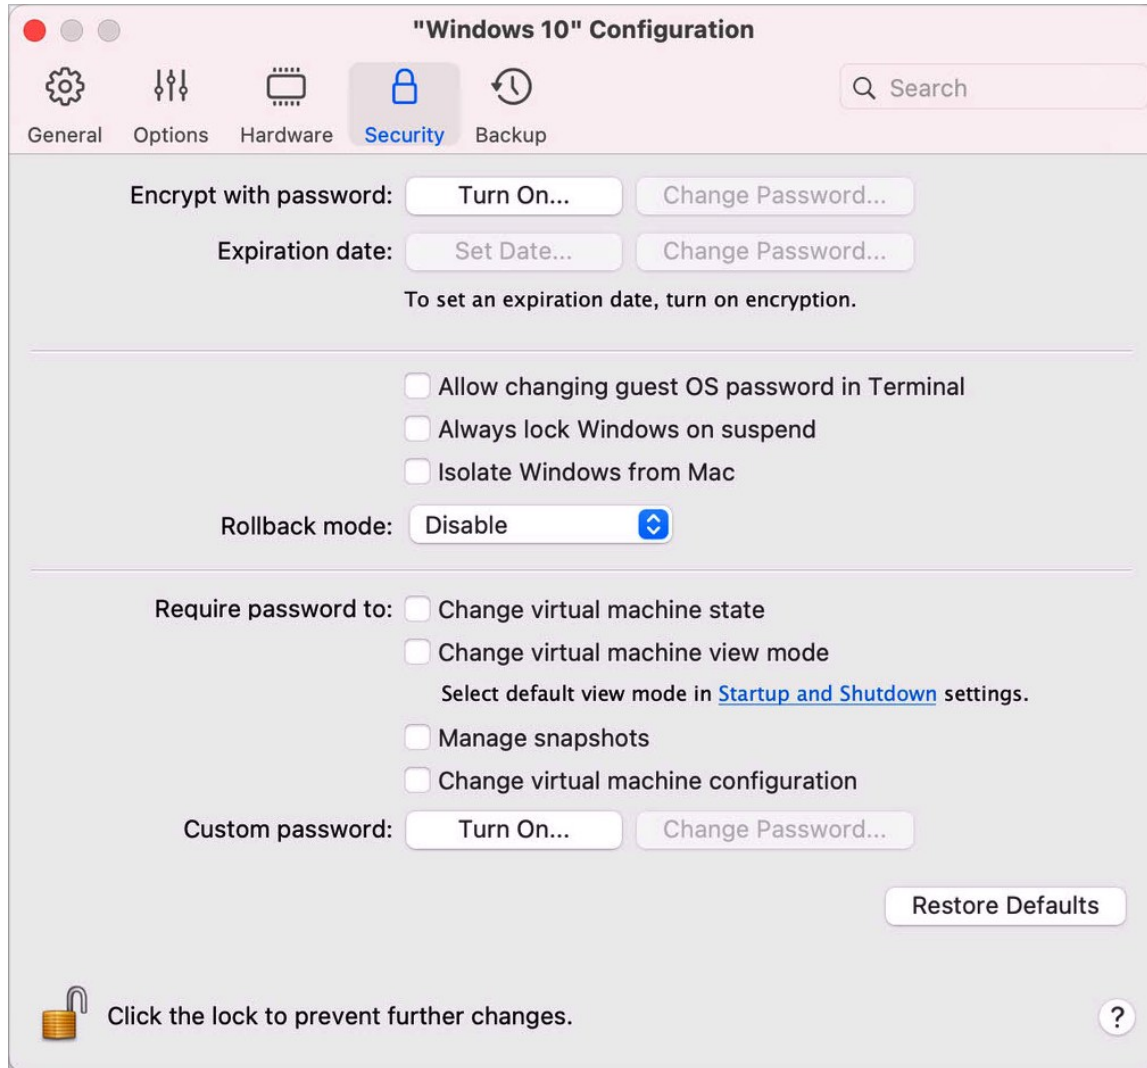 "Windows 10" Configuration
General Options Hardware Security Backup Search
Encrypt with password: Turn On... Change Password...
Expiration date: Set Date... Change Password...
To set an expiration date, turn on encryption.
Allow changing guest OS password in Terminal
Always lock Windows on suspend
Isolate Windows from Mac
Rollback mode: Disable
Require password to: Change virtual machine state
Change virtual machine view mode
Select default view mode in Startup and Shutdown settings.
Manage snapshots
Change virtual machine configuration
Custom password: Turn On... Change Password...
Restore Defaults
Click the lock to prevent further changes. ?